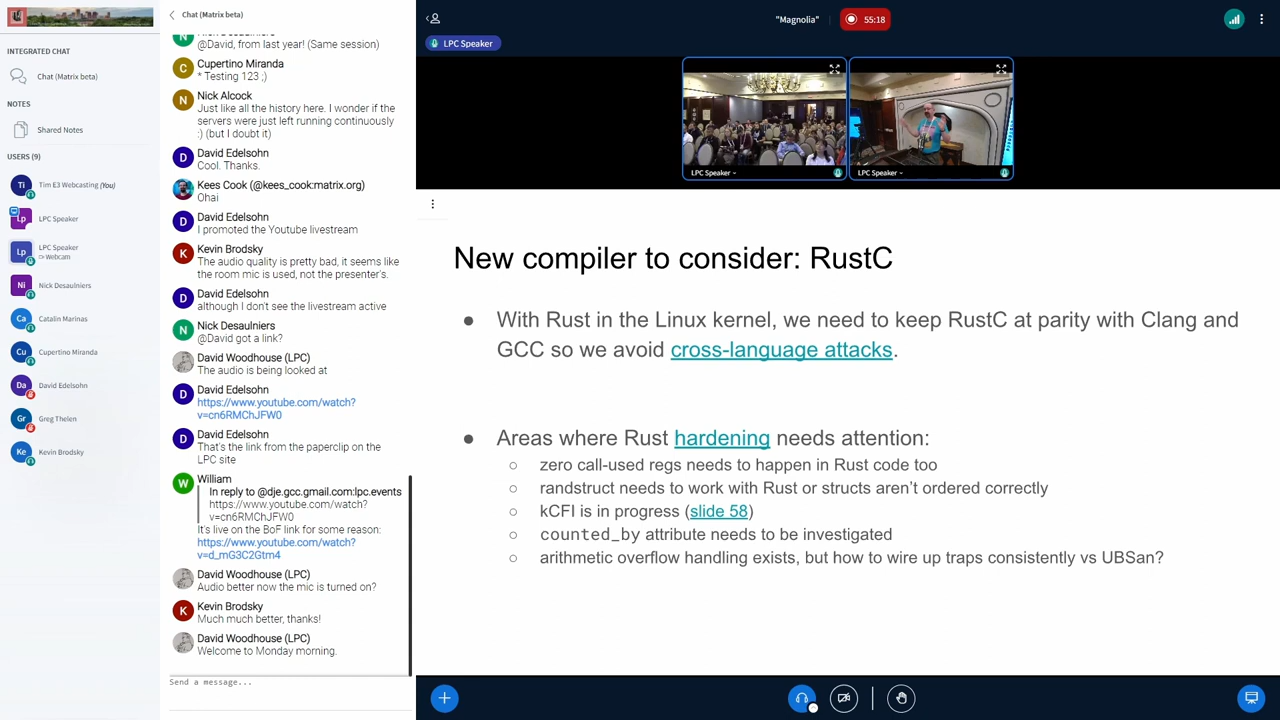 INTEGRATED CHAT
Chat (Matrix beta)
NOTES
Shared Notes
USERS (9)
Ti
Tim E3 Webcasting (You)
Lp
LPC Speaker
Lp
LPC Speaker
Webcam
Ni
Nick Desaulniers
Ca
Catalin Marinas
Cu
Cupertino Miranda
Da
David Edelsohn
Gr
Greg Thelen
Ke
Kevin Brodsky
Chat (Matrix beta)
N
@David, from last year! (Same session)
C
Cupertino Miranda
* Testing 123 ;)
N
Nick Alcock
Just like all the history here. I wonder if the
servers were just left running continuously
:) (but I doubt it)
D
David Edelsohn
Cool. Thanks.
Kees Cook (@kees_cook:matrix.org)
Ohai
D
David Edelsohn
I promoted the Youtube livestream
K
Kevin Brodsky
The audio quality is pretty bad, it seems like
the room mic is used, not the presenter's.
D
David Edelsohn
although I don't see the livestream active
N
Nick Desaulniers
@David got a link?
David Woodhouse (LPC)
The audio is being looked at
D
David Edelsohn
https://www.youtube.com/watch?
v=cn6RMChJFW0
D
David Edelsohn
That's the link from the paperclip on the
LPC site
W
William
In reply to @dje.gcc.gmail.com:lpc.events
https://www.youtube.com/watch?
v=cn6RMChJFW0
It's live on the BoF link for some reason:
https://www.youtube.com/watch?
v=d_mG3C2Gtm4
David Woodhouse (LPC)
Audio better now the mic is turned on?
K
Kevin Brodsky
Much much better, thanks!
David Woodhouse (LPC)
Welcome to Monday morning.
Send a message...
"Magnolia"
55:18
LPC Speaker
LPC Speaker
LPC Speaker
New compiler to consider: RustC
● With Rust in the Linux kernel, we need to keep RustC at parity with Clang and
GCC so we avoid cross-language attacks.
● Areas where Rust hardening needs attention:
○ zero call-used regs needs to happen in Rust code too
○ randstruct needs to work with Rust or structs aren't ordered correctly
○ kCFI is in progress (slide 58)
○ counted_by attribute needs to be investigated
○ arithmetic overflow handling exists, but how to wire up traps consistently vs UBSan?